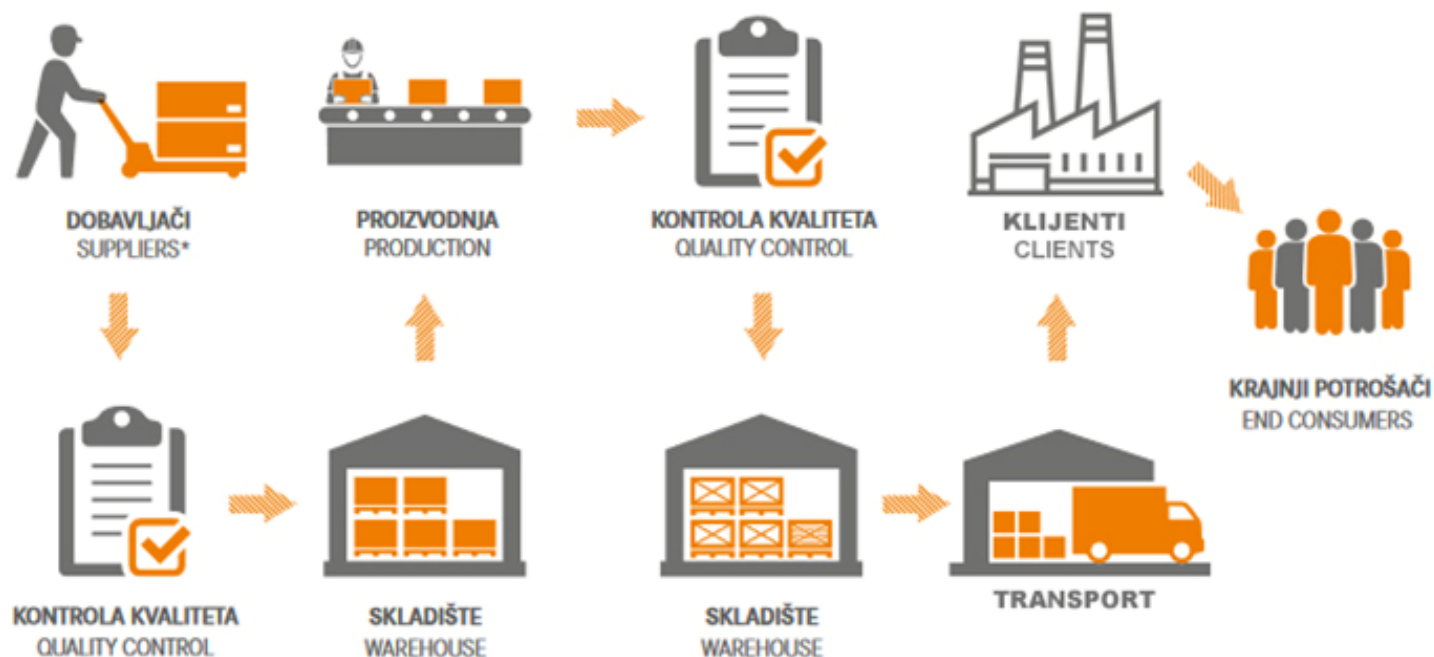 DOBAVLJAČI
SUPPLIERS*
PROIZVODNJA
PRODUCTION
KONTROLA KVALITETA
QUALITY CONTROL
KLIJENTI
CLIENTS
KRAJNJI POTROŠAČI
END CONSUMERS
KONTROLA KVALITETA
QUALITY CONTROL
SKLADIŠTE
WAREHOUSE
SKLADIŠTE
WAREHOUSE
TRANSPORT